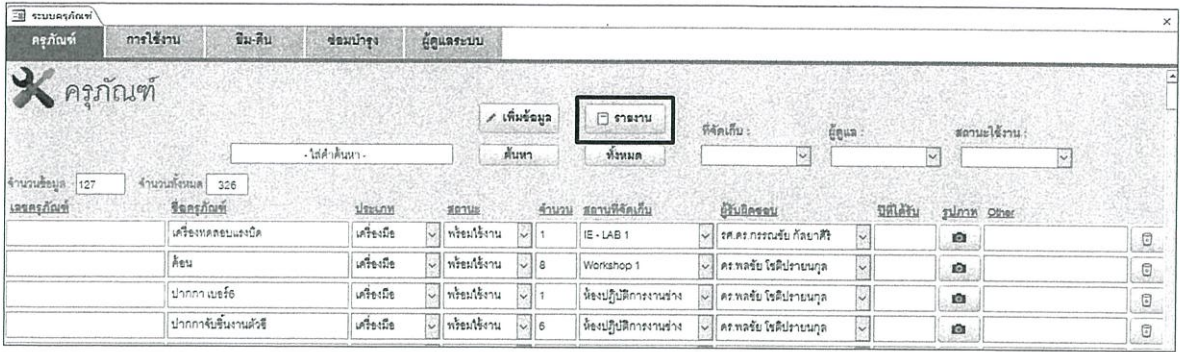 ระบบครุภัณฑ์
ครุภัณฑ์ การใช้งาน ยืม-คืน ซ่อมบำรุง ผู้ดูแลระบบ
ครุภัณฑ์
เพิ่มข้อมูล รายงาน ที่จัดเก็บ : ผู้ดูแล : สถานะใช้งาน :
- ใส่คำค้นหา - ค้นหา ทั้งหมด
จำนวนข้อมูล 127 จำนวนทั้งหมด 326
เลขครุภัณฑ์ ชื่อครุภัณฑ์ ประเภท สถานะ จำนวน สถานที่จัดเก็บ ผู้รับผิดชอบ ปีที่ได้รับ รูปภาพ Other
เครื่องทดสอบแรงบิด เครื่องมือ พร้อมใช้งาน 1 IE - LAB 1 รศ.ดร.กรรณชัย กัลยาศิริ
ค้อน เครื่องมือ พร้อมใช้งาน 8 Workshop 1 ดร.พลชัย โชติปรายนกุล
ปากกา เบอร์6 เครื่องมือ พร้อมใช้งาน 1 ห้องปฏิบัติการงานช่าง ดร.พลชัย โชติปรายนกุล
ปากกาจับชิ้นงานตัวซี เครื่องมือ พร้อมใช้งาน 6 ห้องปฏิบัติการงานช่าง ดร.พลชัย โชติปรายนกุล